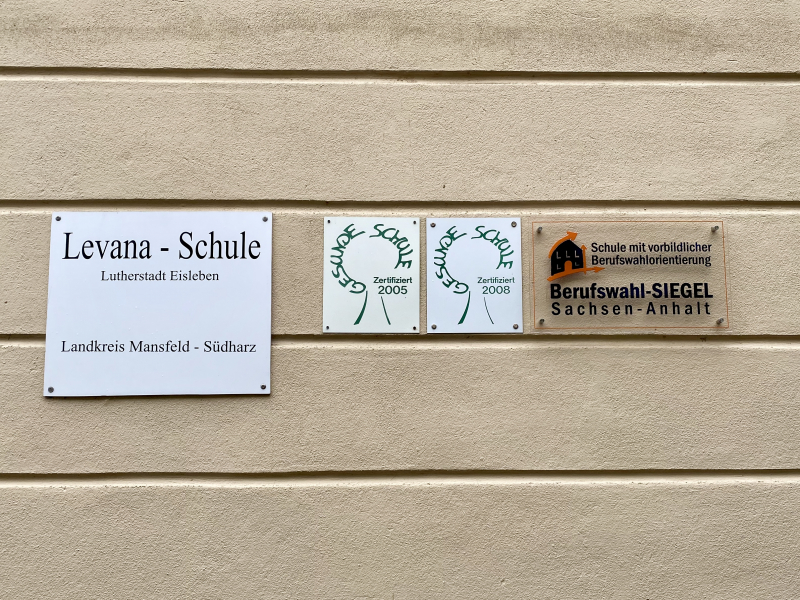 Levana - Schule
Lutherstadt Eisleben
Landkreis Mansfeld - Südharz
GESUNDE SCHULE
Zertifiziert
2005
GESUNDE SCHULE
Zertifiziert
2008
Schule mit vorbildlicher
Berufswahlorientierung
Berufswahl-SIEGEL
Sachsen-Anhalt